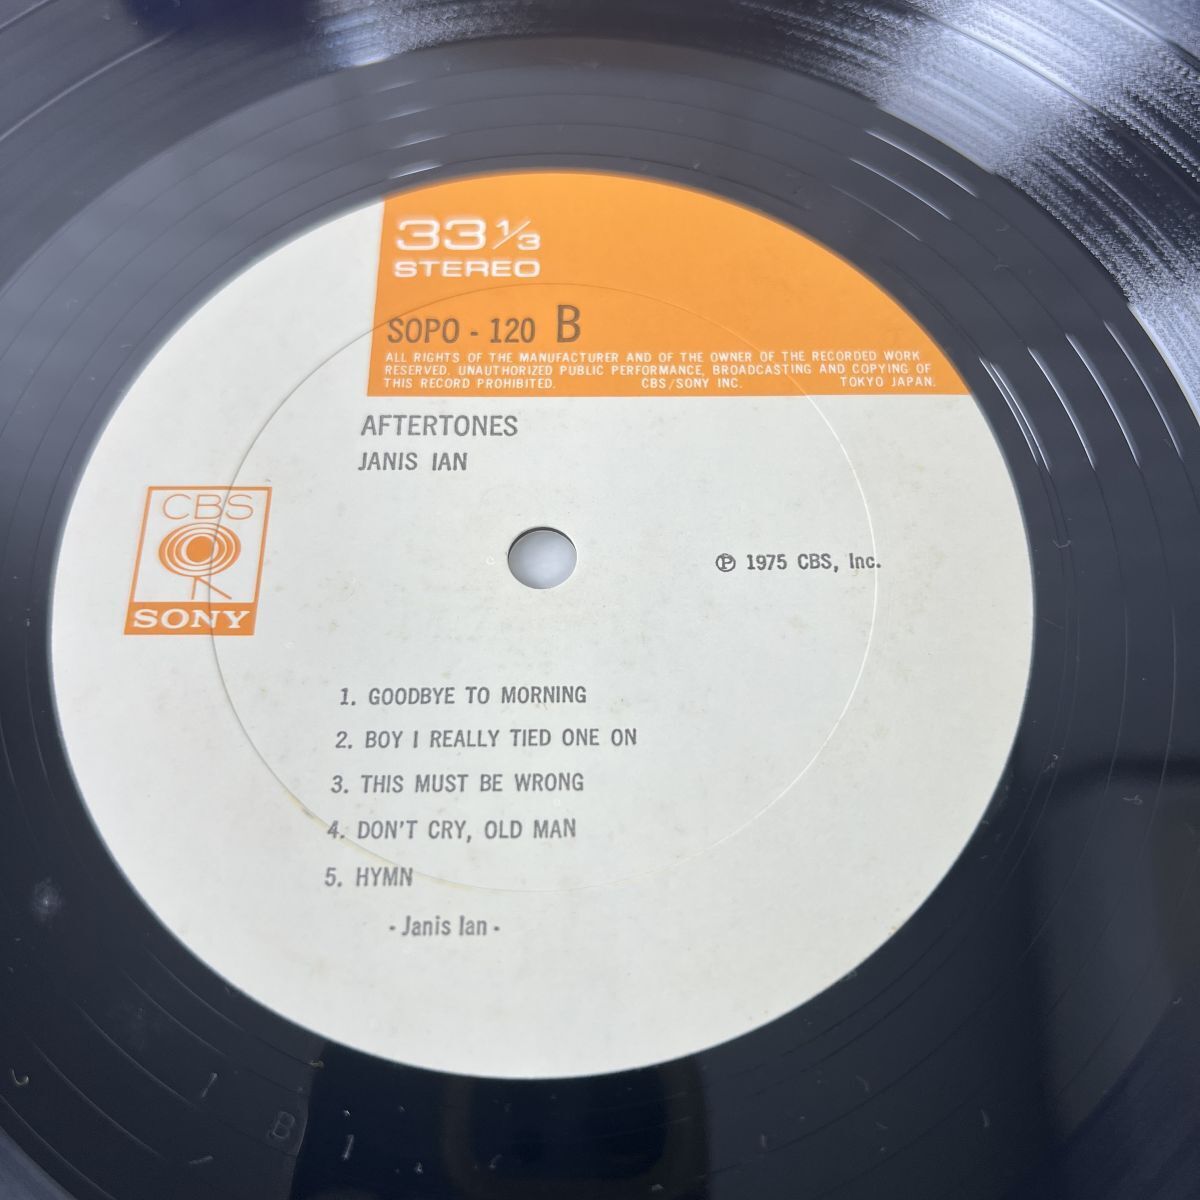 33 1/3
STEREO
SOPO - 120 B
ALL RIGHTS OF THE MANUFACTURER AND OF THE OWNER OF THE RECORDED WORK
RESERVED. UNAUTHORIZED PUBLIC PERFORMANCE, BROADCASTING AND COPYING OF
THIS RECORD PROHIBITED. CBS/SONY INC. TOKYO JAPAN.
AFTERTONES
JANIS IAN
CBS
SONY
Ⓟ 1975 CBS, Inc.
1. GOODBYE TO MORNING
2. BOY I REALLY TIED ONE ON
3. THIS MUST BE WRONG
4. DON'T CRY, OLD MAN
5. HYMN
- Janis Ian -